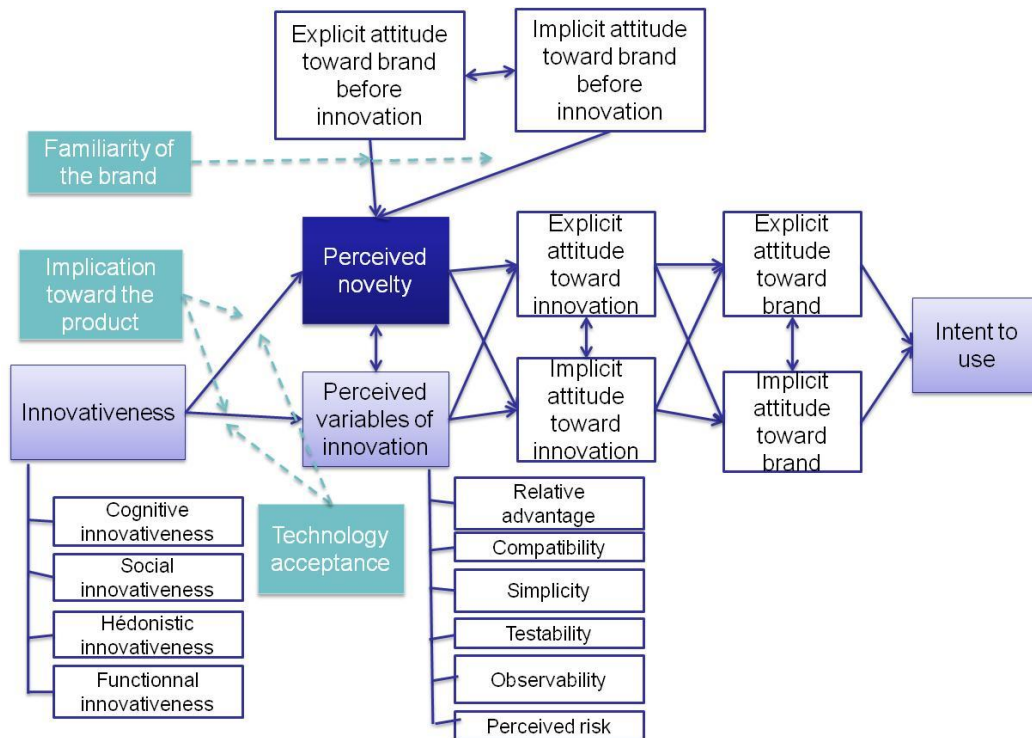 Explicit attitude
toward brand
before
innovation
Implicit attitude
toward brand
before
innovation
Familiarity of
the brand
Perceived
novelty
Explicit
attitude
toward
innovation
Explicit
attitude
toward
brand
Implication
toward the
product
Intent to
use
Innovativeness
Perceived
variables of
innovation
Implicit
attitude
toward
innovation
Implicit
attitude
toward
brand
Cognitive
innovativeness
Social
innovativeness
Hédonistic
innovativeness
Functionnal
innovativeness
Technology
acceptance
Relative
advantage
Compatibility
Simplicity
Testability
Observability
Perceived risk